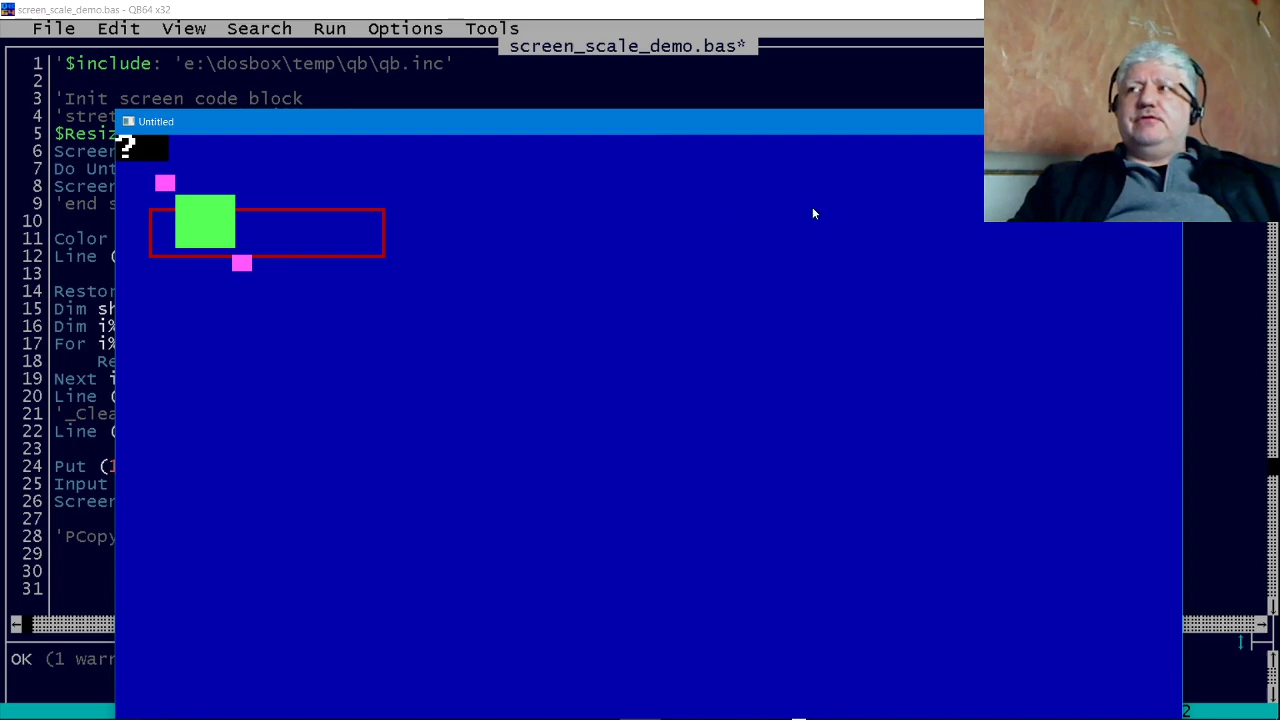 screen_scale_demo.bas - QB64 x32
File Edit View Search Run Options Tools
screen_scale_demo.bas*
1 '$include: 'e:\dosbox\temp\qb\qb.inc'
2
3 'Init screen code block
4 'stret
5 $Resiz
6 Screen
7 Do Unt
8 Screen
9 'end s
10
11 Color
12 Line (
13
14 Restor
15 Dim sh
16 Dim i%
17 For i%
18 Re
19 Next i
20 Line (
21 '_Clea
22 Line (
23
24 Put (1
25 Input
26 Screen
27
28 'PCopy
29
30
31
Untitled
?
OK (1 warn
2